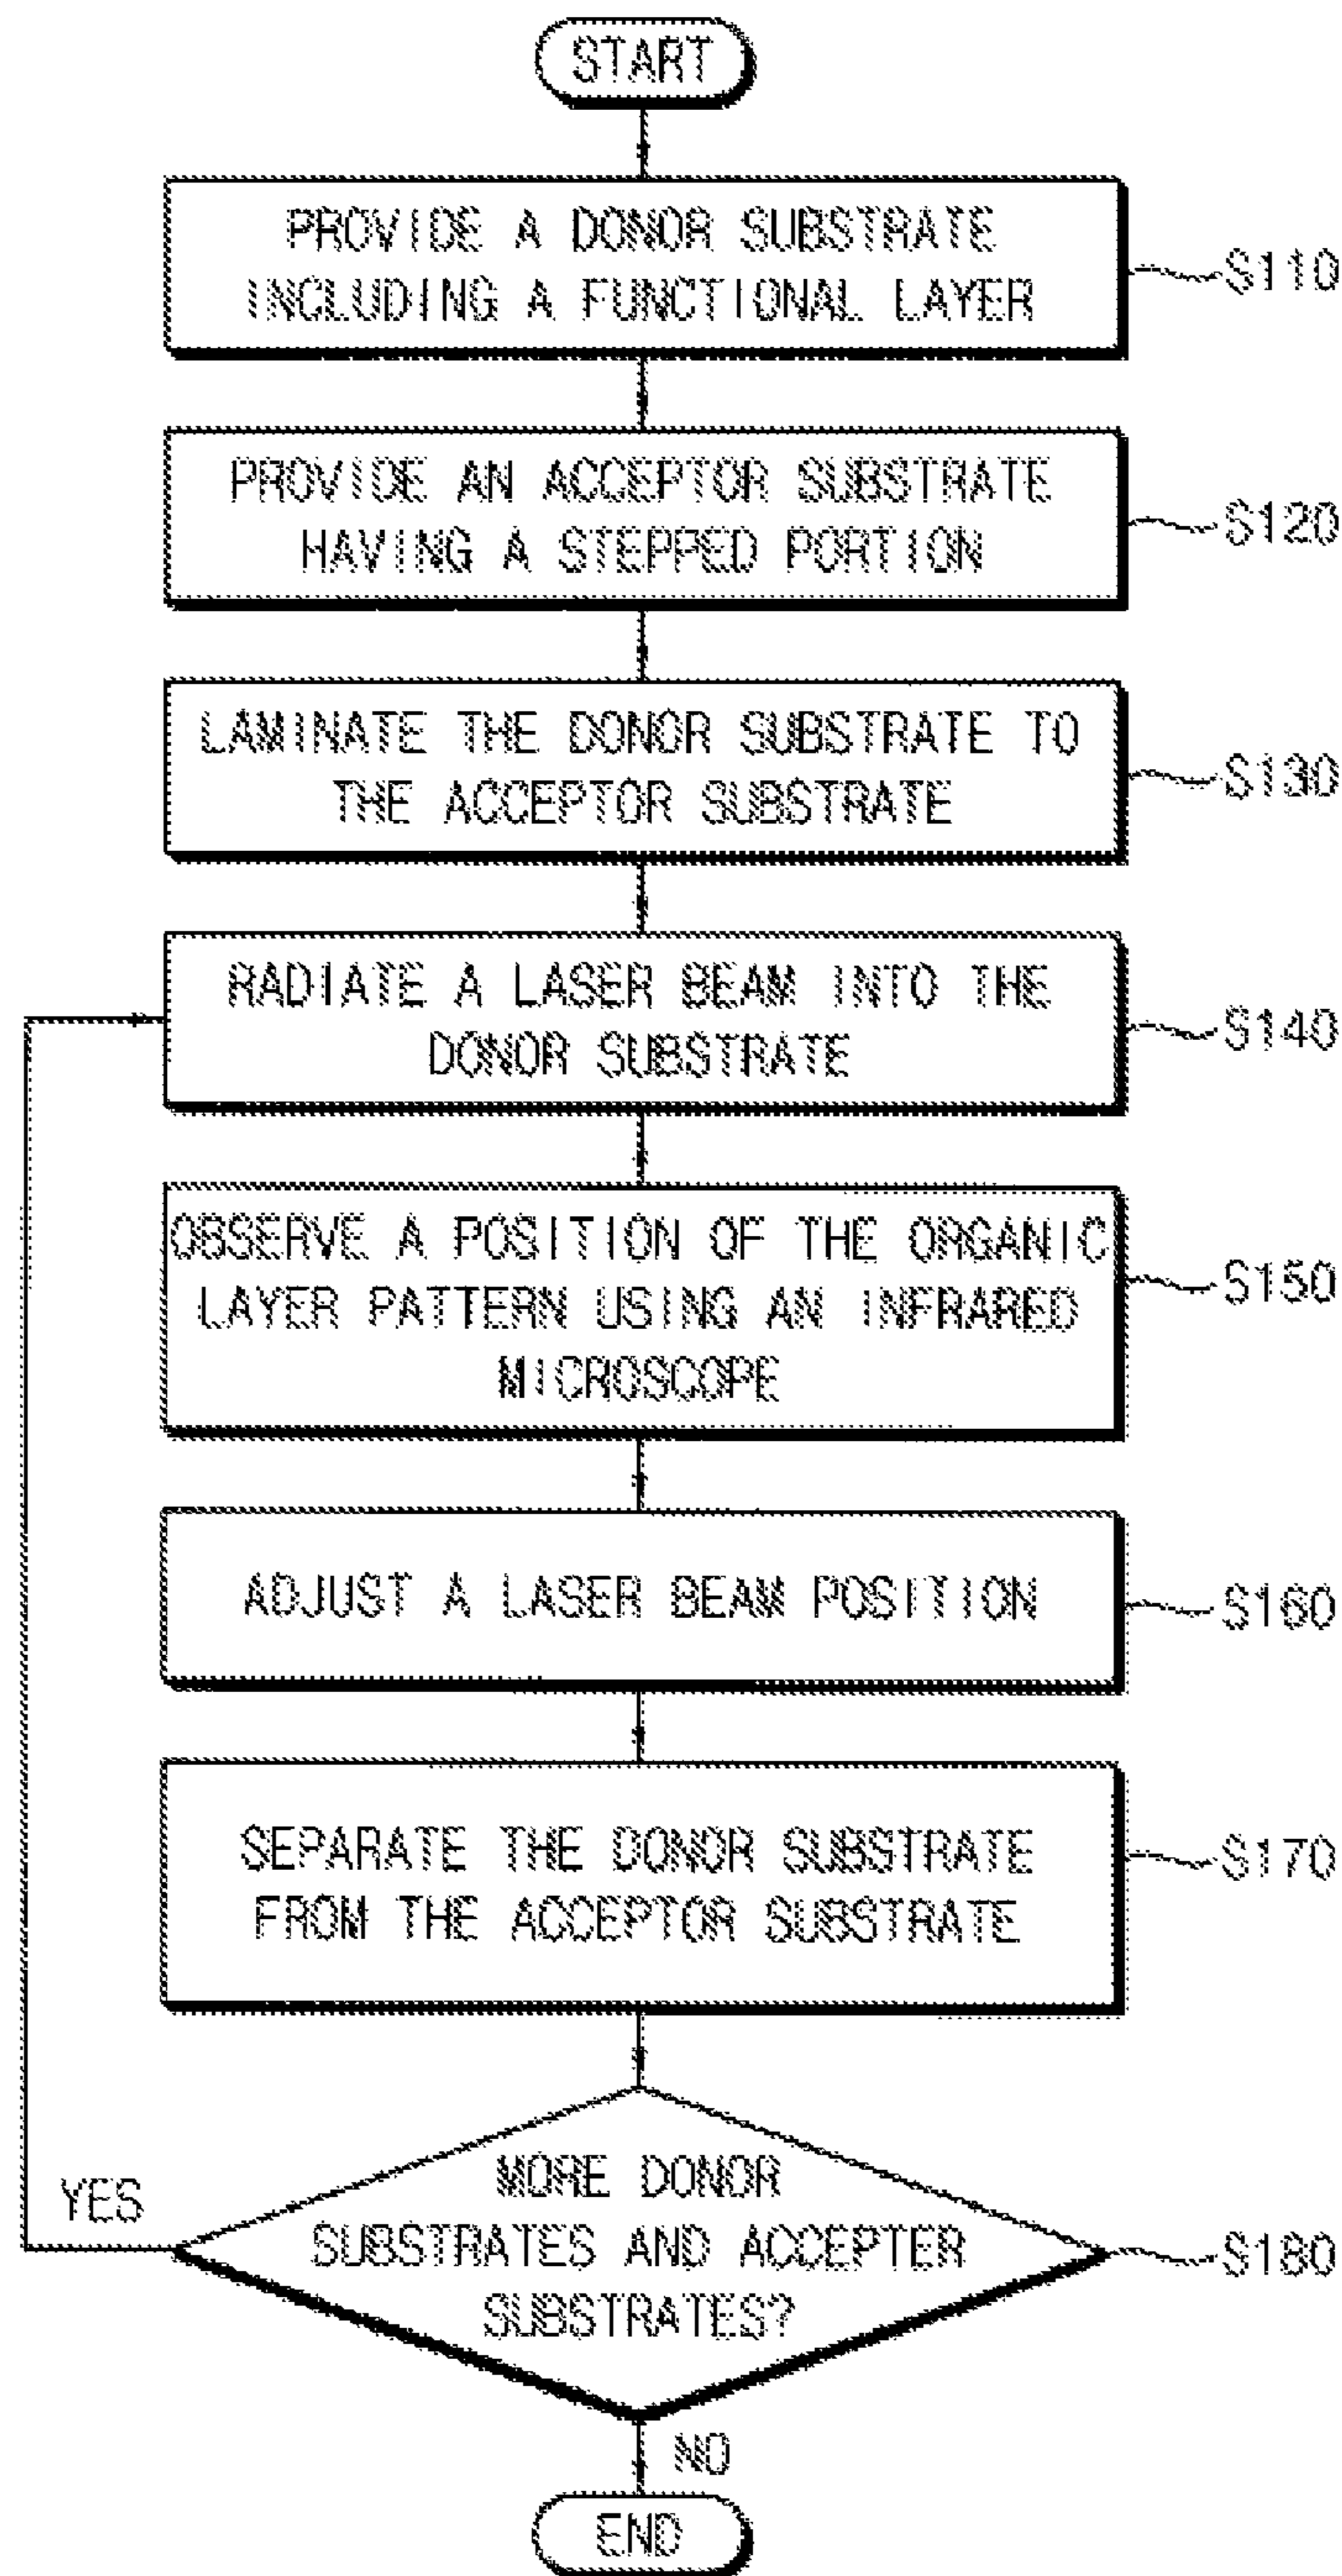 START
PROVIDE A DONOR SUBSTRATE
INCLUDING A FUNCTIONAL LAYER
S110
PROVIDE AN ACCEPTOR SUBSTRATE
HAVING A STEPPED PORTION
S120
LAMINATE THE DONOR SUBSTRATE TO
THE ACCEPTOR SUBSTRATE
S130
RADIATE A LASER BEAM INTO THE
DONOR SUBSTRATE
S140
OBSERVE A POSITION OF THE ORGANIC
LAYER PATTERN USING AN INFRARED
MICROSCOPE
S150
ADJUST A LASER BEAM POSITION
S160
SEPARATE THE DONOR SUBSTRATE
FROM THE ACCEPTOR SUBSTRATE
S170
YES
MORE DONOR
SUBSTRATES AND ACCEPTER
SUBSTRATES?
S180
NO
END